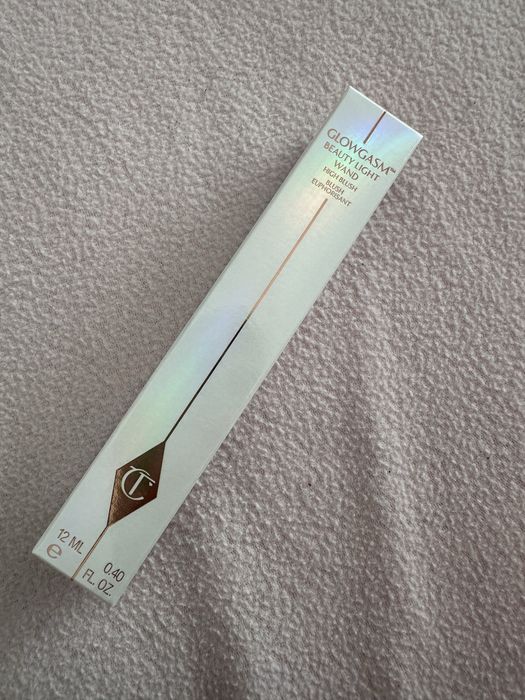 GLOWGASM™
BEAUTY LIGHT
WAND
HIGH BLUSH
BLUSH
EUPHORISANT
CT
12 ML 0.40
e FL. OZ.